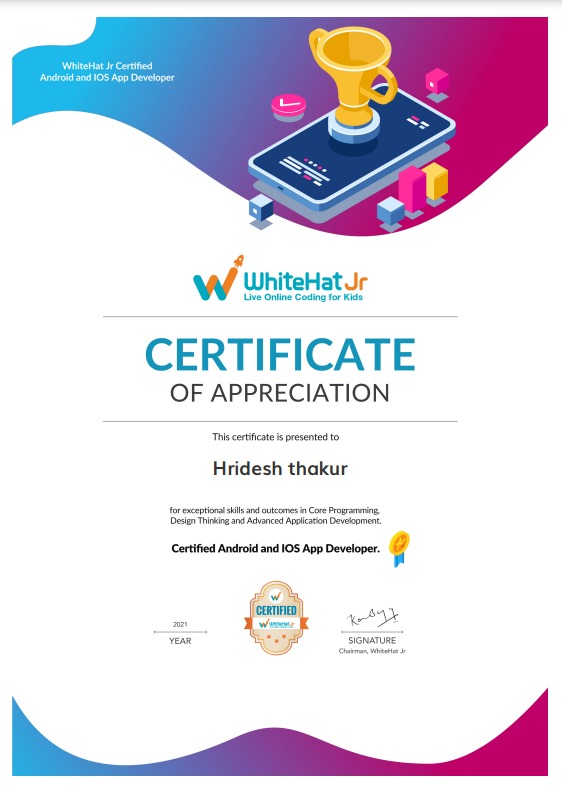 WhiteHat Jr Certified
Android and IOS App Developer
WhiteHat Jr
Live Online Coding for Kids
CERTIFICATE
OF APPRECIATION
This certificate is presented to
Hridesh thakur
for exceptional skills and outcomes in Core Programming,
Design Thinking and Advanced Application Development.
Certified Android and IOS App Developer.
CERTIFIED
WhiteHat Jr
2021
YEAR
SIGNATURE
Chairman, WhiteHat Jr